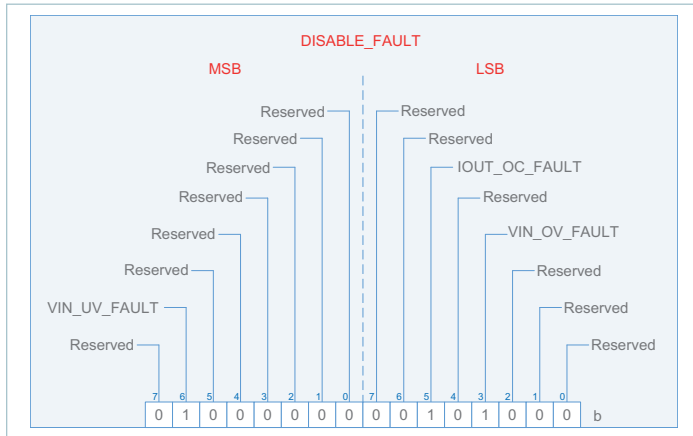 DISABLE_FAULT
MSB LSB
Reserved Reserved
Reserved Reserved
Reserved IOUT_OC_FAULT
Reserved Reserved
Reserved VIN_OV_FAULT
Reserved Reserved
VIN_UV_FAULT Reserved
Reserved Reserved
7 6 5 4 3 2 1 0 7 6 5 4 3 2 1 0
0 1 0 0 0 0 0 0 0 0 1 0 1 0 0 0 b